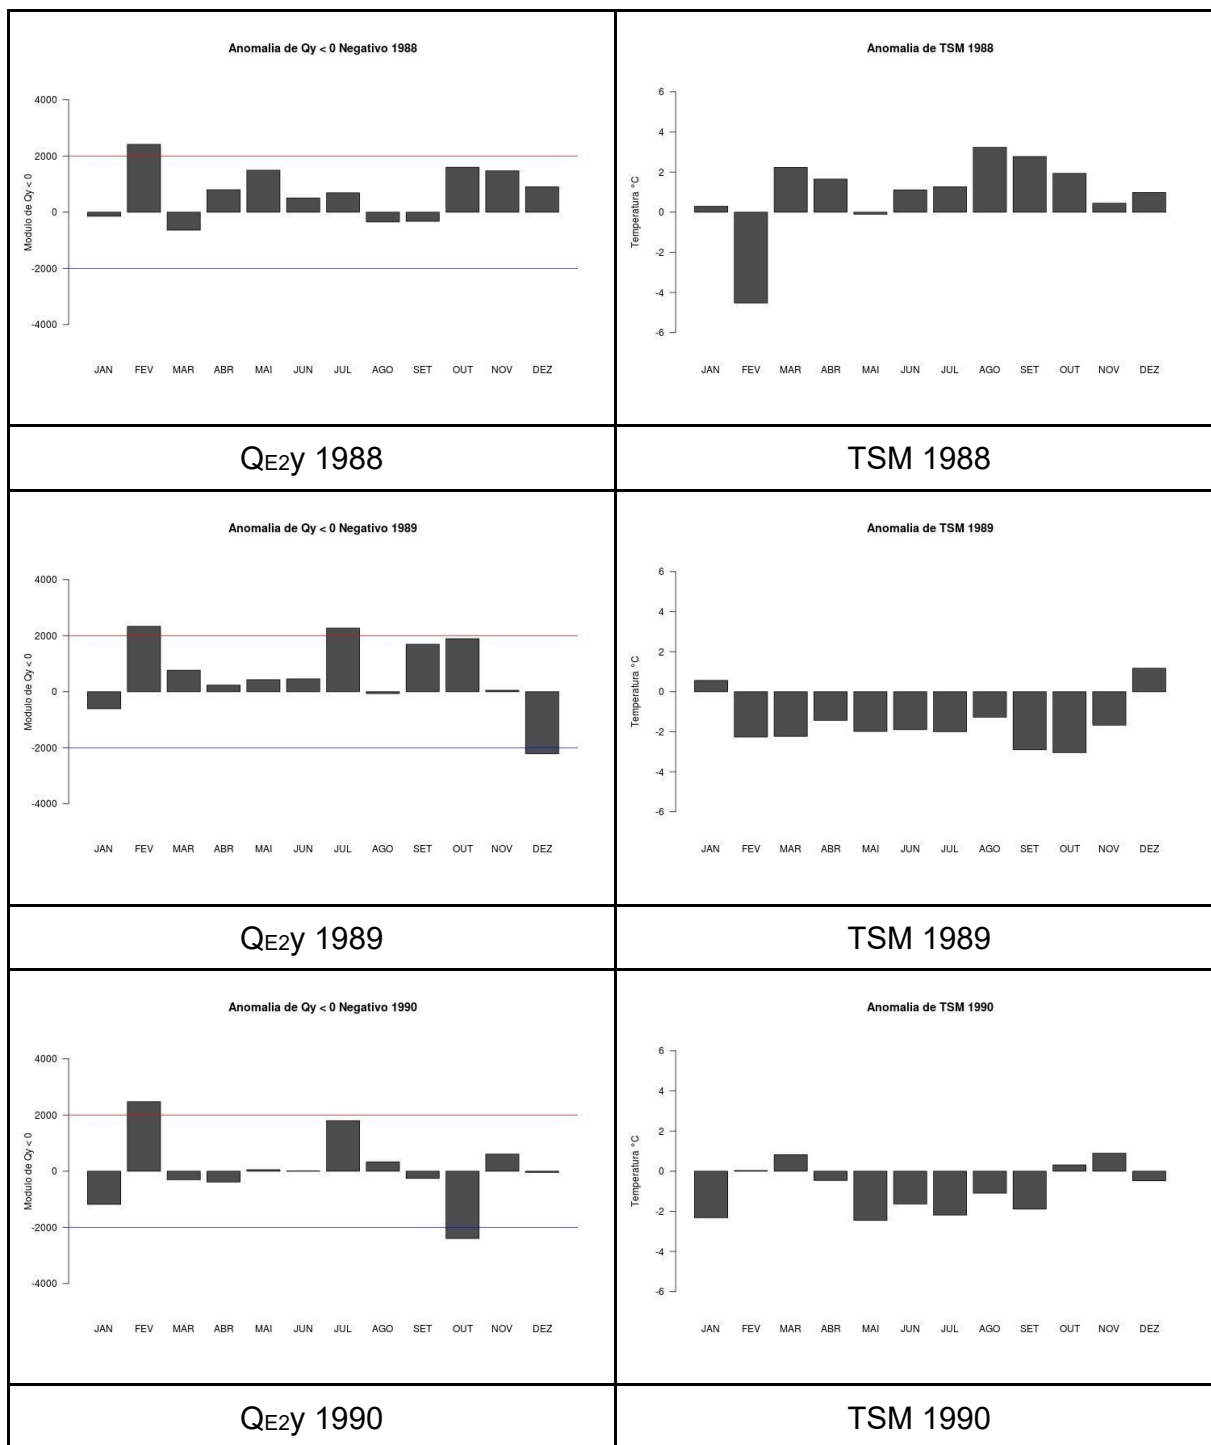 Anomalia de Qy < 0 Negativo 1988
Modulo de Qy < 0
4000
2000
0
-2000
-4000
JAN FEV MAR ABR MAI JUN JUL AGO SET OUT NOV DEZ
Anomalia de TSM 1988
Temperatura °C
6
4
2
0
-2
-4
-6
JAN FEV MAR ABR MAI JUN JUL AGO SET OUT NOV DEZ
QE2y 1988
TSM 1988
Anomalia de Qy < 0 Negativo 1989
Modulo de Qy < 0
4000
2000
0
-2000
-4000
JAN FEV MAR ABR MAI JUN JUL AGO SET OUT NOV DEZ
Anomalia de TSM 1989
Temperatura °C
6
4
2
0
-2
-4
-6
JAN FEV MAR ABR MAI JUN JUL AGO SET OUT NOV DEZ
QE2y 1989
TSM 1989
Anomalia de Qy < 0 Negativo 1990
Modulo de Qy < 0
4000
2000
0
-2000
-4000
JAN FEV MAR ABR MAI JUN JUL AGO SET OUT NOV DEZ
Anomalia de TSM 1990
Temperatura °C
6
4
2
0
-2
-4
-6
JAN FEV MAR ABR MAI JUN JUL AGO SET OUT NOV DEZ
QE2y 1990
TSM 1990